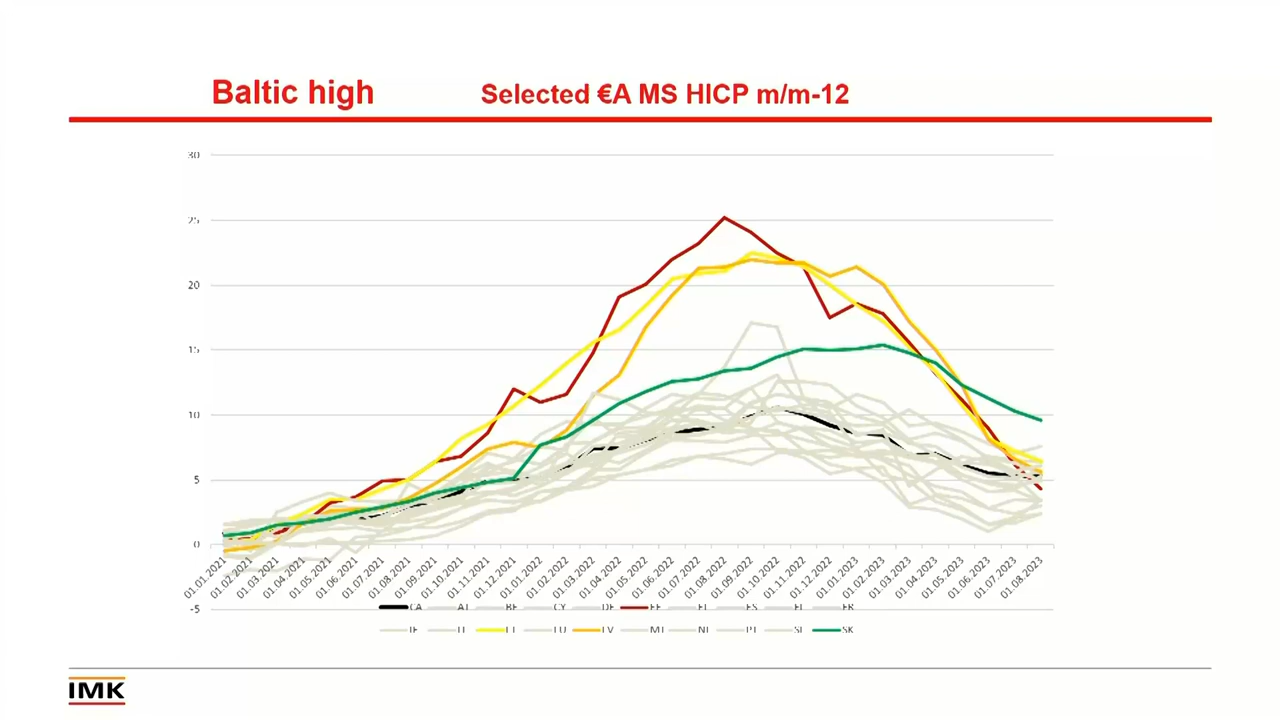 Baltic high Selected €A MS HICP m/m-12
30
25
20
15
10
5
0
-5
01.01.2021 01.02.2021 01.03.2021 01.04.2021 01.05.2021 01.06.2021 01.07.2021 01.08.2021 01.09.2021 01.10.2021 01.11.2021 01.12.2021 01.01.2022 01.02.2022 01.03.2022 01.04.2022 01.05.2022 01.06.2022 01.07.2022 01.08.2022 01.09.2022 01.10.2022 01.11.2022 01.12.2022 01.01.2023 01.02.2023 01.03.2023 01.04.2023 01.05.2023 01.06.2023 01.07.2023 01.08.2023
AT BE CY DE EE ES FR
IE IT LT LU LV MT NL PT SK
IMK